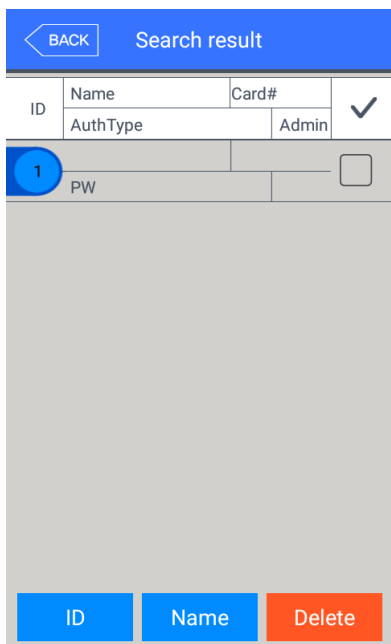 BACK Search result
ID Name Card#
AuthType Admin
1
PW
ID Name Delete